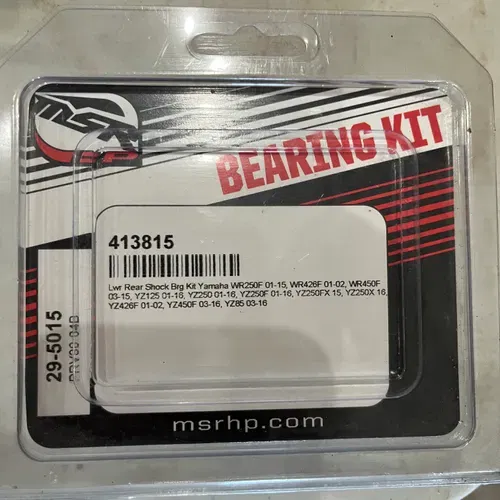 MSR
HP
BEARING KIT
413815
Lwr Rear Shock Brg Kit Yamaha WR250F 01-15, WR426F 01-02, WR450F
03-15, YZ125 01-16, YZ250 01-16, YZ250F 01-16, YZ250FX 15, YZ250X 16,
YZ426F 01-02, YZ450F 03-16, YZ85 03-16
29-5015
msrhp.com